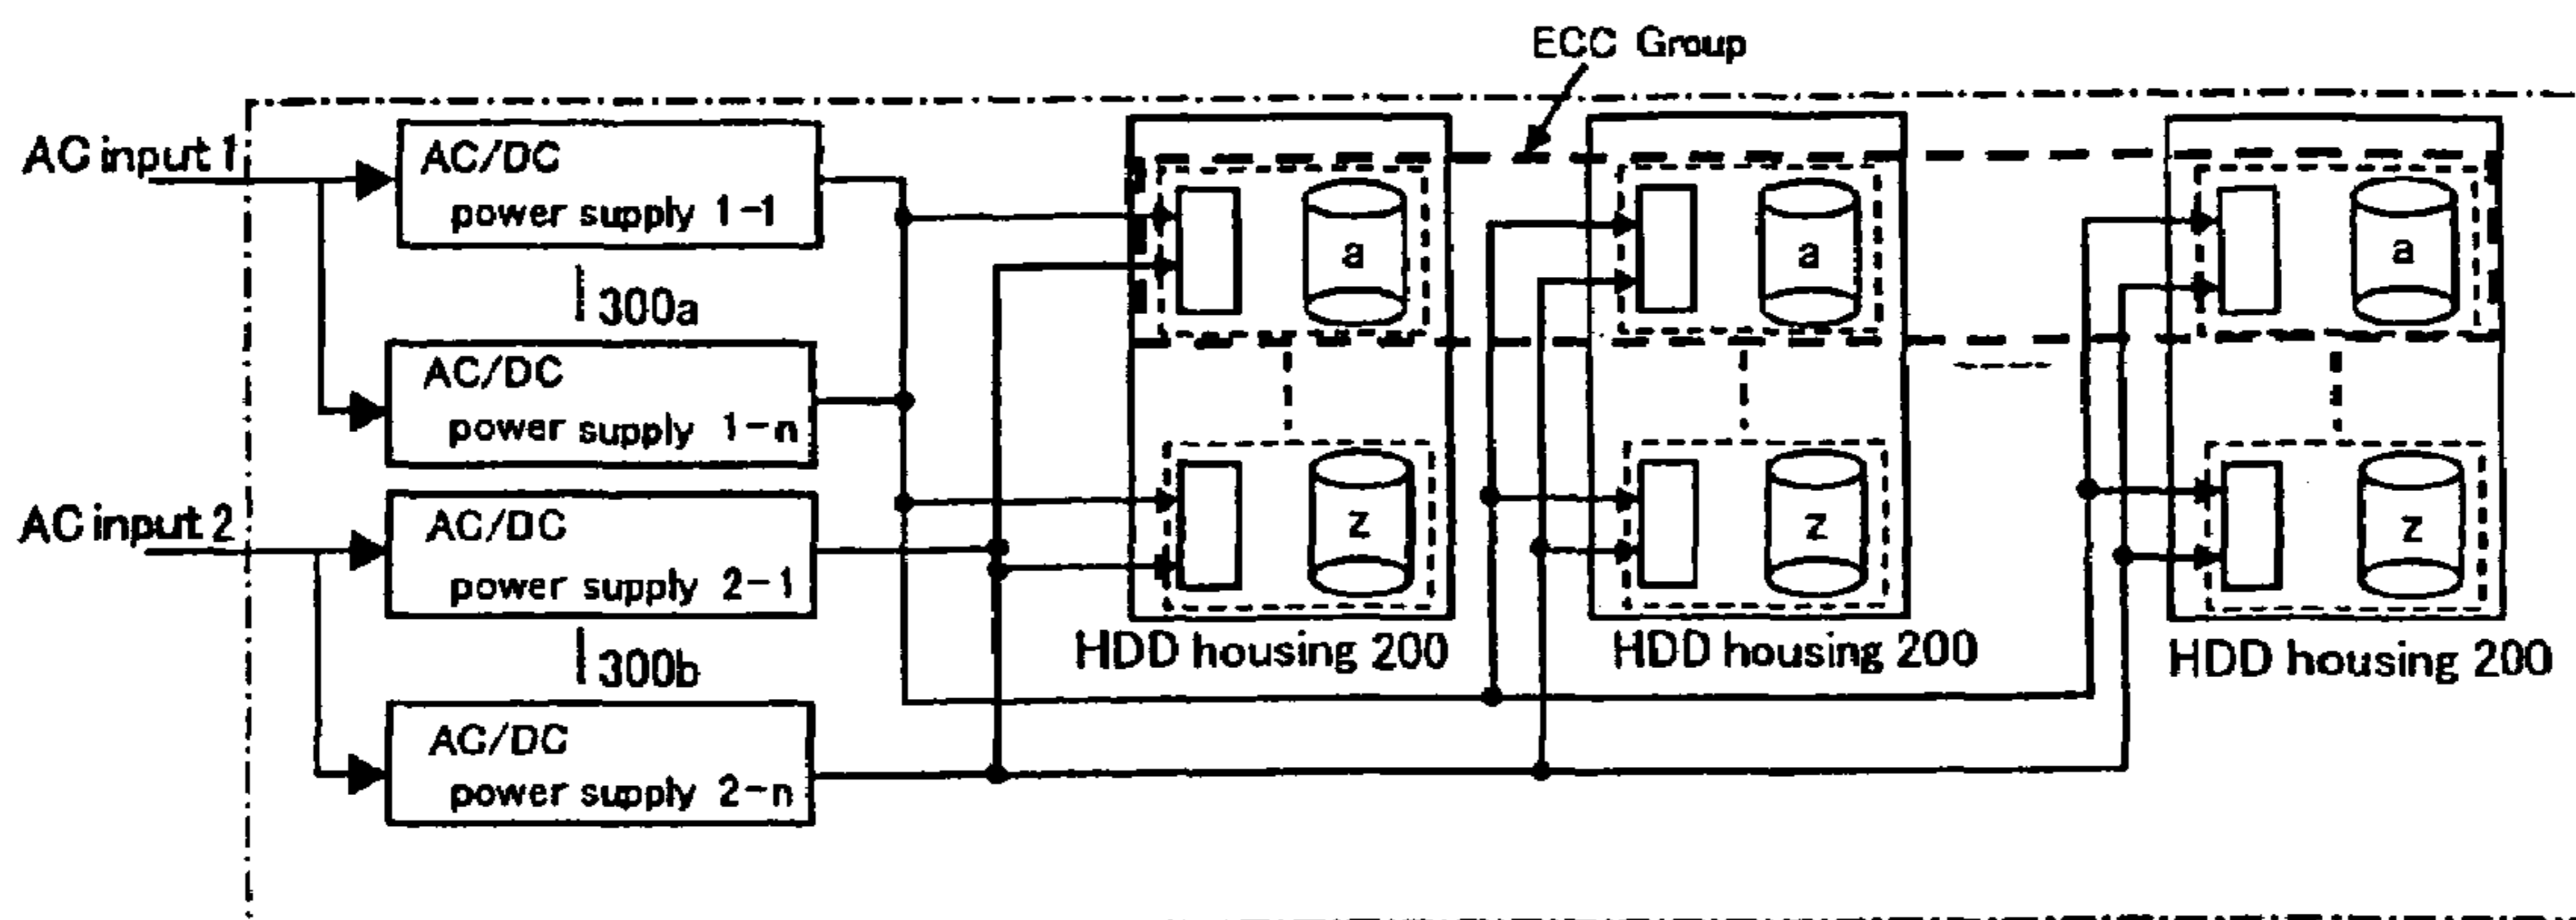 ECC Group
AC input 1
AC/DC
power supply 1-1
300a
AC/DC
power supply 1-n
AC input 2
AC/DC
power supply 2-1
300b
AC/DC
power supply 2-n
a
a
a
z
z
z
HDD housing 200
HDD housing 200
HDD housing 200